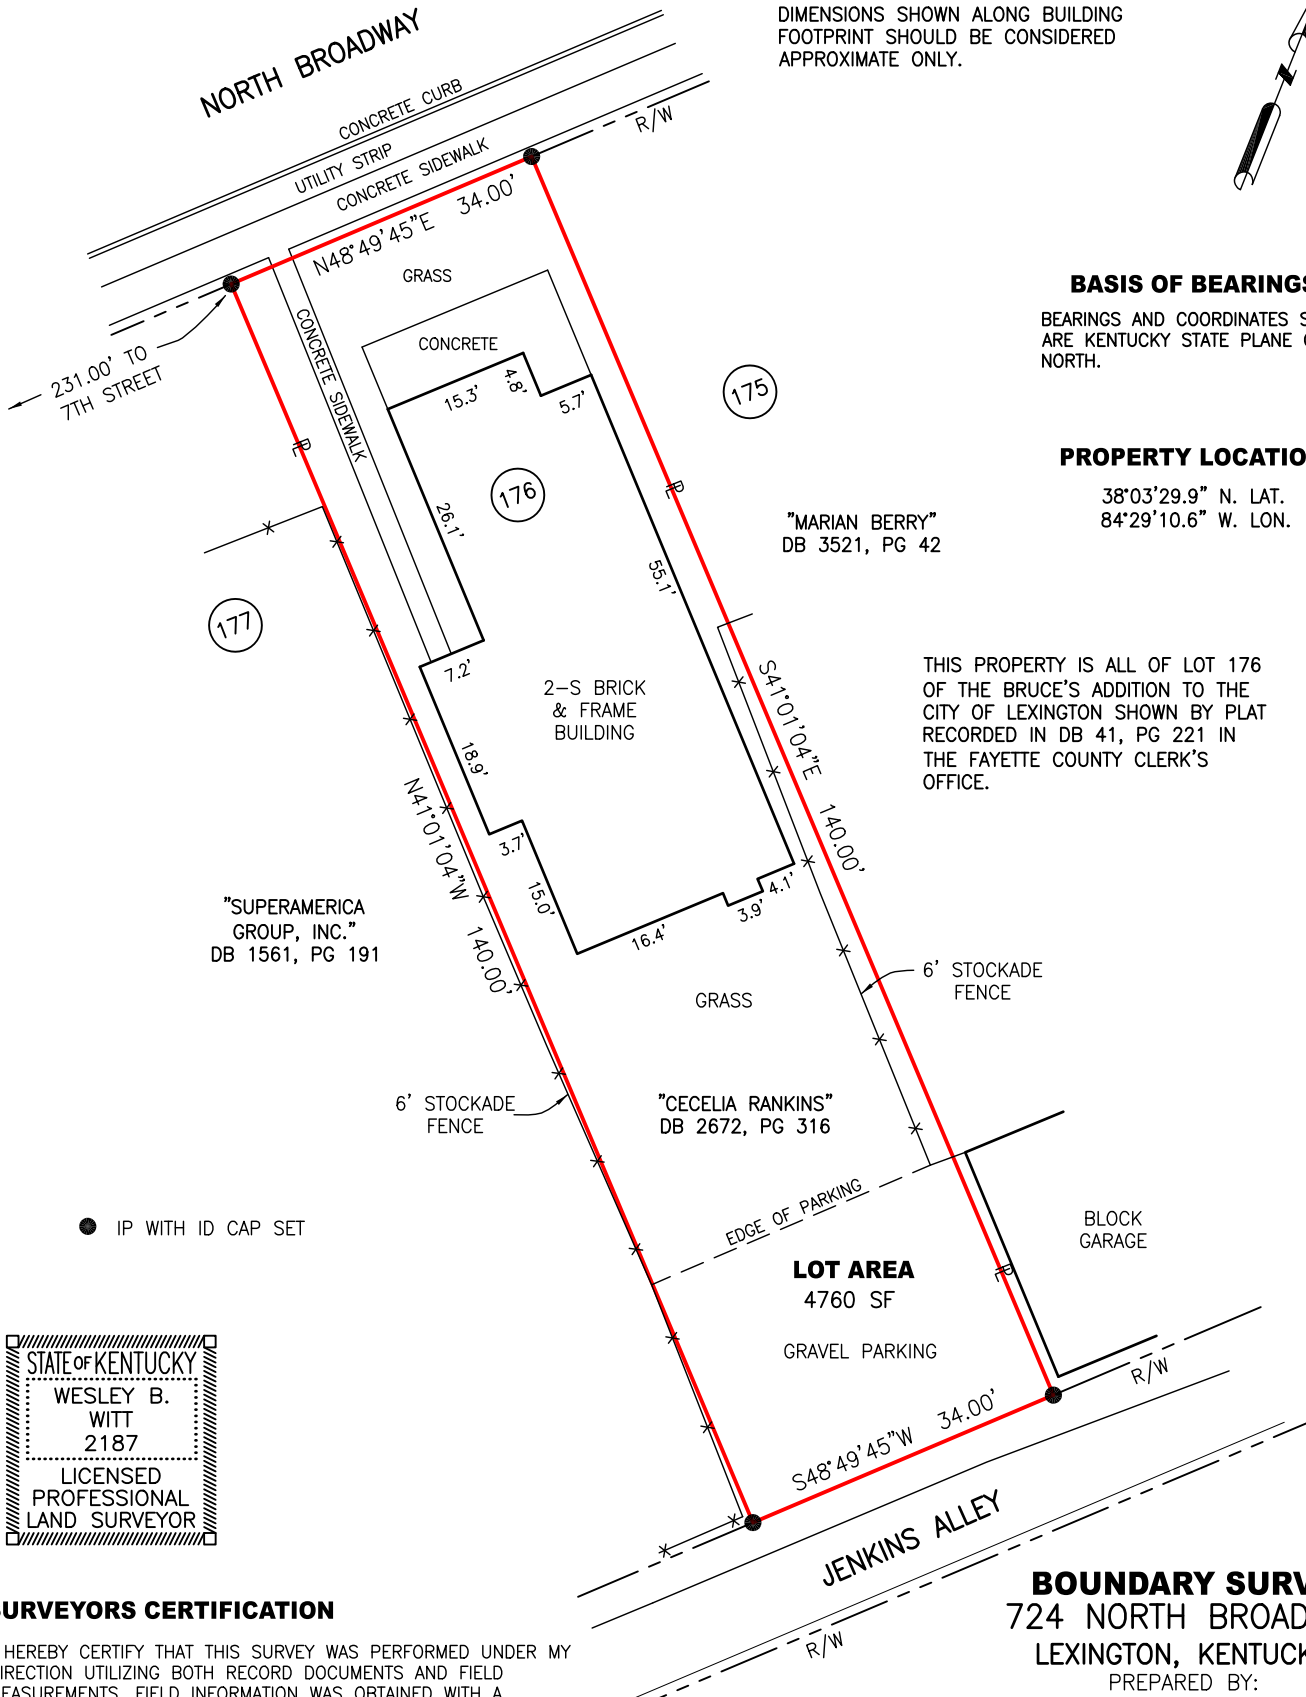 DIMENSIONS SHOWN ALONG BUILDING
FOOTPRINT SHOULD BE CONSIDERED
APPROXIMATE ONLY.
NORTH BROADWAY
CONCRETE CURB
UTILITY STRIP
CONCRETE SIDEWALK
R/W
N
N48°49'45"E 34.00'
GRASS
CONCRETE
CONCRETE SIDEWALK
231.00' TO
7TH STREET
15.3'
4.8'
5.7'
175
176
177
PL
PL
26.1'
55.1'
BASIS OF BEARINGS
BEARINGS AND COORDINATES
ARE KENTUCKY STATE PLANE
NORTH.
PROPERTY LOCATIO
38°03'29.9" N. LAT.
84°29'10.6" W. LON.
"MARIAN BERRY"
DB 3521, PG 42
7.2'
2-S BRICK
& FRAME
BUILDING
18.9'
3.7'
15.0'
16.4'
3.9'
4.1'
S41°01'04"E 140.00'
N41°01'04"W 140.00'
THIS PROPERTY IS ALL OF LOT 176
OF THE BRUCE'S ADDITION TO THE
CITY OF LEXINGTON SHOWN BY PLAT
RECORDED IN DB 41, PG 221 IN
THE FAYETTE COUNTY CLERK'S
OFFICE.
"SUPERAMERICA
GROUP, INC."
DB 1561, PG 191
GRASS
6' STOCKADE
FENCE
6' STOCKADE
FENCE
"CECELIA RANKINS"
DB 2672, PG 316
EDGE OF PARKING
BLOCK
GARAGE
IP WITH ID CAP SET
LOT AREA
4760 SF
GRAVEL PARKING
PL
R/W
S48°49'45"W 34.00'
JENKINS ALLEY
R/W
STATE OF KENTUCKY
WESLEY B.
WITT
2187
LICENSED
PROFESSIONAL
LAND SURVEYOR
SURVEYORS CERTIFICATION
HEREBY CERTIFY THAT THIS SURVEY WAS PERFORMED UNDER MY
IRECTION UTILIZING BOTH RECORD DOCUMENTS AND FIELD
EASUREMENTS. FIELD INFORMATION WAS OBTAINED WITH A
BOUNDARY SURV
724 NORTH BROAD
LEXINGTON, KENTUCK
PREPARED BY: